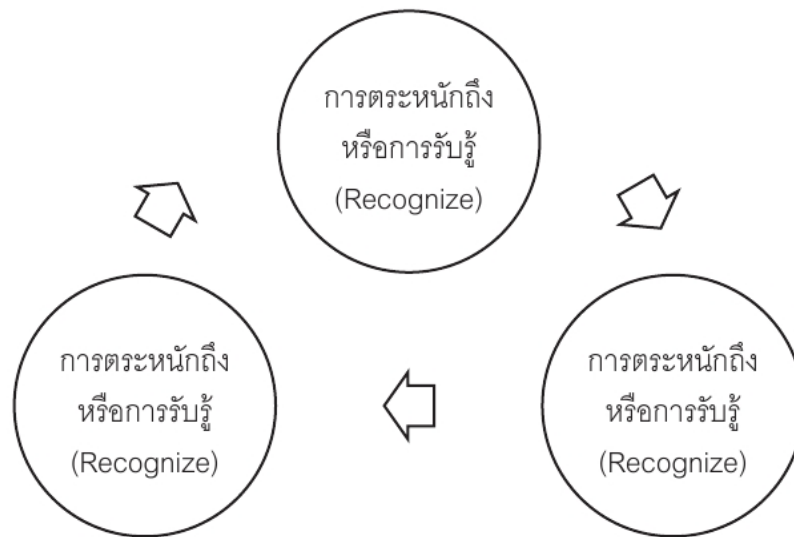 การตระหนักถึง
หรือการรับรู้
(Recognize)
การตระหนักถึง
หรือการรับรู้
(Recognize)
การตระหนักถึง
หรือการรับรู้
(Recognize)